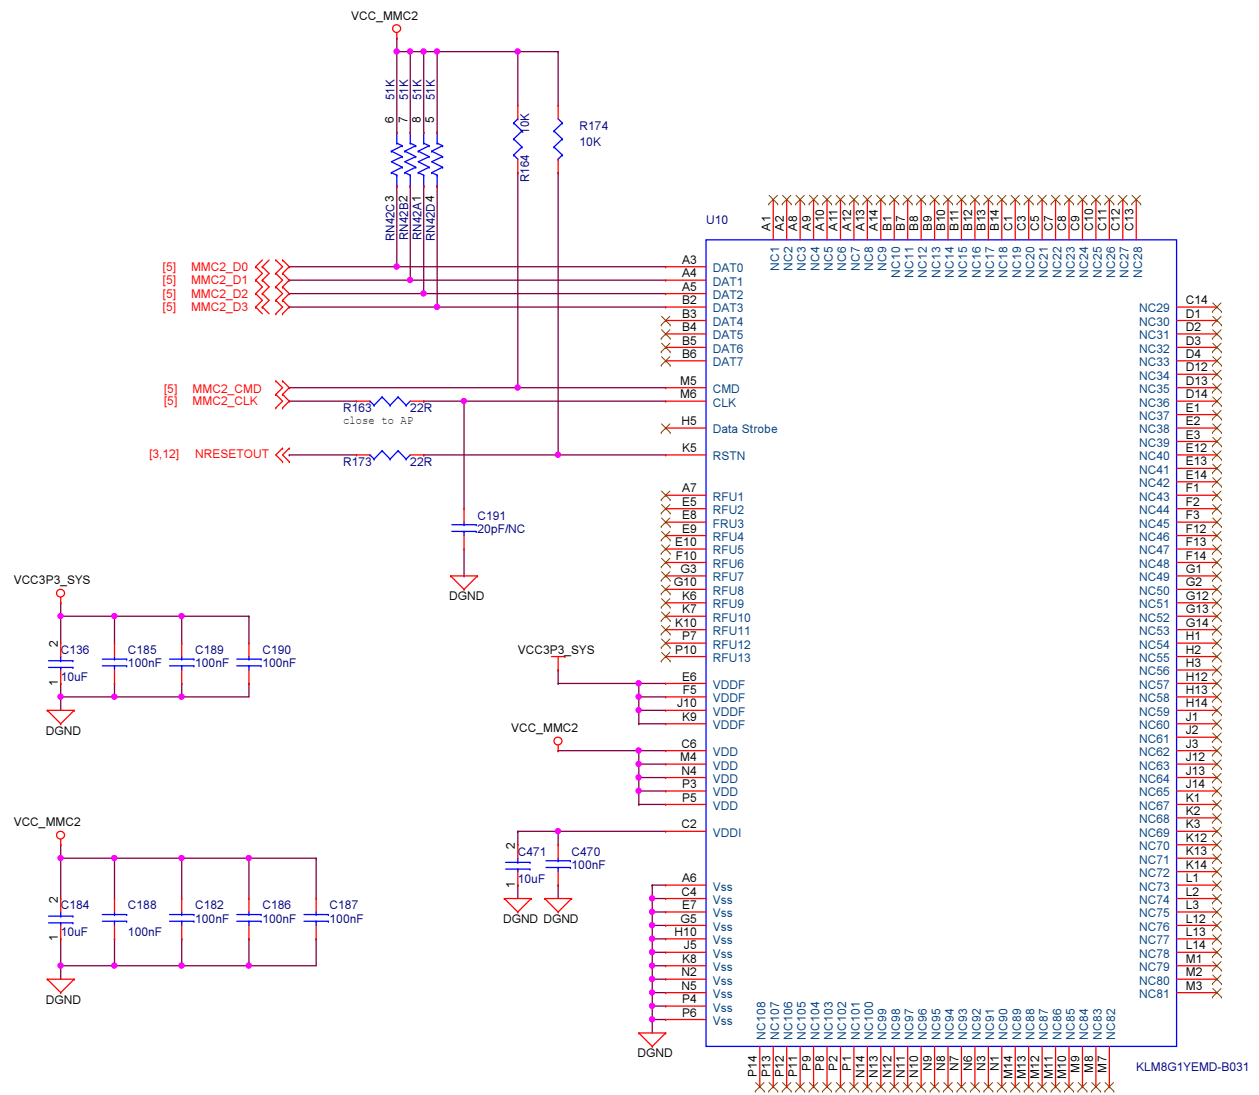 VCC_MMC2
51K
51K
51K
51K
6
7
8
5
RN42C 3
RN42B 2
RN42A 1
RN42D 4
10K
R164
R174
10K
[5] MMC2_D0
[5] MMC2_D1
[5] MMC2_D2
[5] MMC2_D3
[5] MMC2_CMD
[5] MMC2_CLK
R163 22R
close to AP
[3,12] NRESETOUT
R173 22R
C191
20pF/NC
DGND
VCC3P3_SYS
2
1
C136
10uF
C185
100nF
C189
100nF
C190
100nF
DGND
VCC_MMC2
2
1
C184
10uF
C188
100nF
C182
100nF
C186
100nF
C187
100nF
DGND
VCC3P3_SYS
VCC_MMC2
2
1
C471
10uF
C470
100nF
DGND
DGND
DGND
U10
A3 DAT0
A4 DAT1
A5 DAT2
B2 DAT3
B3 DAT4
B4 DAT5
B5 DAT6
B6 DAT7
M5 CMD
M6 CLK
H5 Data Strobe
K5 RSTN
A7 RFU1
E5 RFU2
E8 FRU3
E9 RFU4
E10 RFU5
F10 RFU6
G3 RFU7
G10 RFU8
K6 RFU9
K7 RFU10
K10 RFU11
P7 RFU12
P10 RFU13
E6 VDDF
F5 VDDF
J10 VDDF
K9 VDDF
C6 VDD
M4 VDD
N4 VDD
P3 VDD
P5 VDD
C2 VDDI
A6 Vss
C4 Vss
E7 Vss
G5 Vss
H10 Vss
J5 Vss
K8 Vss
N2 Vss
N5 Vss
P4 Vss
P6 Vss
A1 NC1
A2 NC2
A8 NC3
A9 NC4
A10 NC5
A11 NC6
A12 NC7
A13 NC8
A14 NC9
B1 NC10
B7 NC11
B8 NC12
B9 NC13
B10 NC14
B11 NC15
B12 NC16
B13 NC17
B14 NC18
C1 NC19
C3 NC20
C5 NC21
C7 NC22
C8 NC23
C9 NC24
C10 NC25
C11 NC26
C12 NC27
C13 NC28
NC29 C14
NC30 D1
NC31 D2
NC32 D3
NC33 D4
NC34 D12
NC35 D13
NC36 D14
NC37 E1
NC38 E2
NC39 E3
NC40 E12
NC41 E13
NC42 E14
NC43 F1
NC44 F2
NC45 F3
NC46 F12
NC47 F13
NC48 F14
NC49 G1
NC50 G2
NC51 G12
NC52 G13
NC53 G14
NC54 H1
NC55 H2
NC56 H3
NC57 H12
NC58 H13
NC59 H14
NC60 J1
NC61 J2
NC62 J3
NC63 J12
NC64 J13
NC65 J14
NC67 K1
NC68 K2
NC69 K3
NC70 K12
NC71 K13
NC72 K14
NC73 L1
NC74 L2
NC75 L3
NC76 L12
NC77 L13
NC78 L14
NC79 M1
NC80 M2
NC81 M3
NC108 P14
NC107 P13
NC106 P12
NC105 P11
NC104 P9
NC103 P8
NC102 P2
NC101 P1
NC100 N14
NC99 N13
NC98 N12
NC97 N11
NC96 N10
NC95 N9
NC94 N8
NC93 N7
NC92 N6
NC91 N3
NC90 N1
NC89 M14
NC88 M13
NC87 M12
NC86 M11
NC85 M10
NC84 M9
NC83 M8
NC82 M7
KLM8G1YEMD-B031